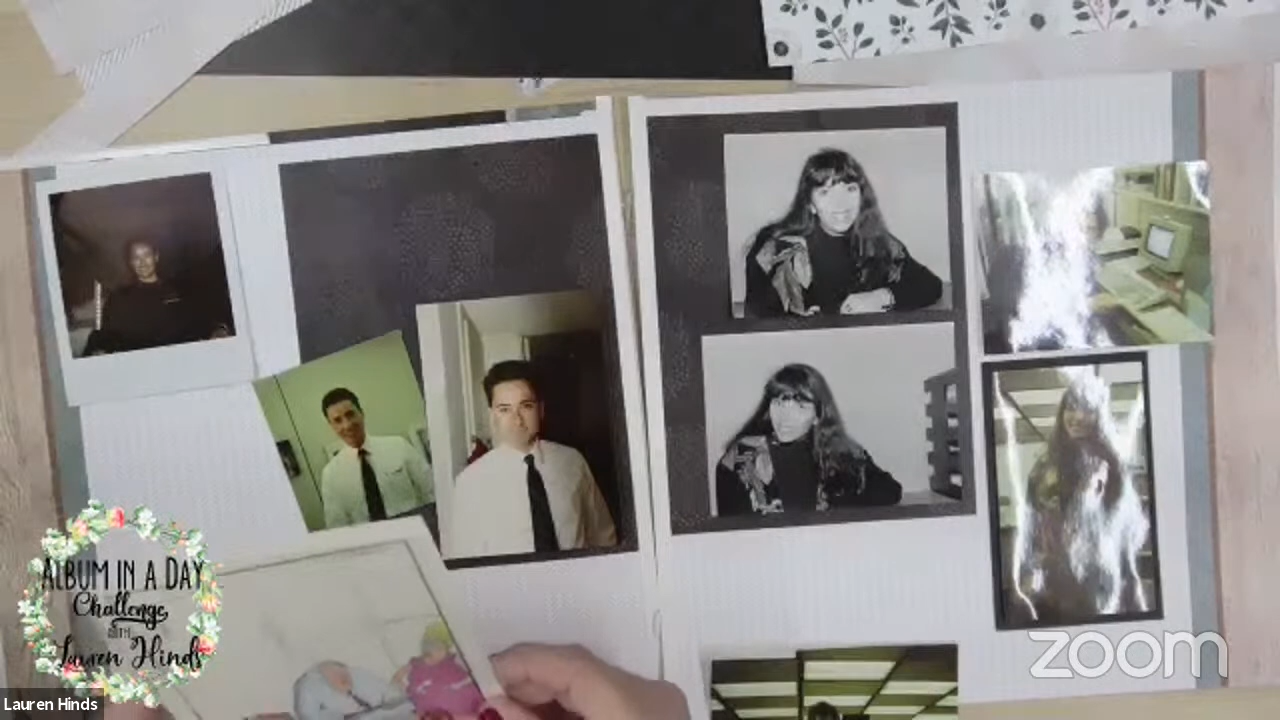 ALBUM IN A DAY
Challenge
WITH
Lauren Hinds
Lauren Hinds
zoom